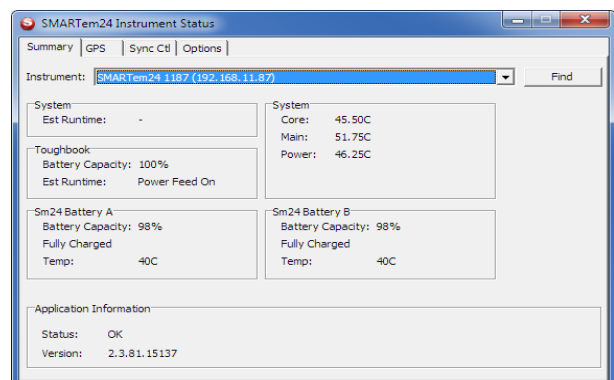 SMARTem24 Instrument Status
Summary GPS Sync Ctl Options
Instrument: SMARTem24 1187 (192.168.11.87) Find
System
Est Runtime: -
System
Core: 45.50C
Main: 51.75C
Power: 46.25C
Toughbook
Battery Capacity: 100%
Est Runtime: Power Feed On
Sm24 Battery A
Battery Capacity: 98%
Fully Charged
Temp: 40C
Sm24 Battery B
Battery Capacity: 98%
Fully Charged
Temp: 40C
Application Information
Status: OK
Version: 2.3.81.15137